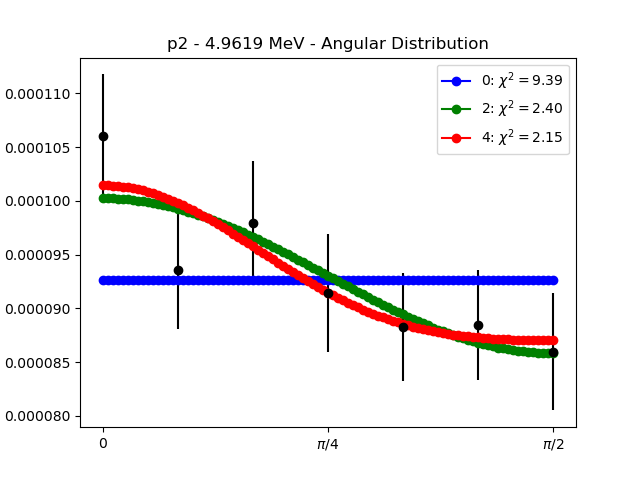 p2 - 4.9619 MeV - Angular Distribution
0: χ² = 9.39
2: χ² = 2.40
4: χ² = 2.15
0.000110
0.000105
0.000100
0.000095
0.000090
0.000085
0.000080
0 π/4 π/2